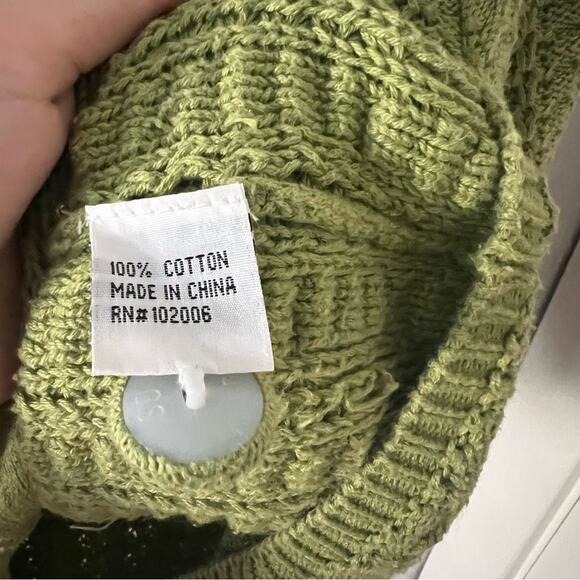 100% COTTON
MADE IN CHINA
RN# 102006